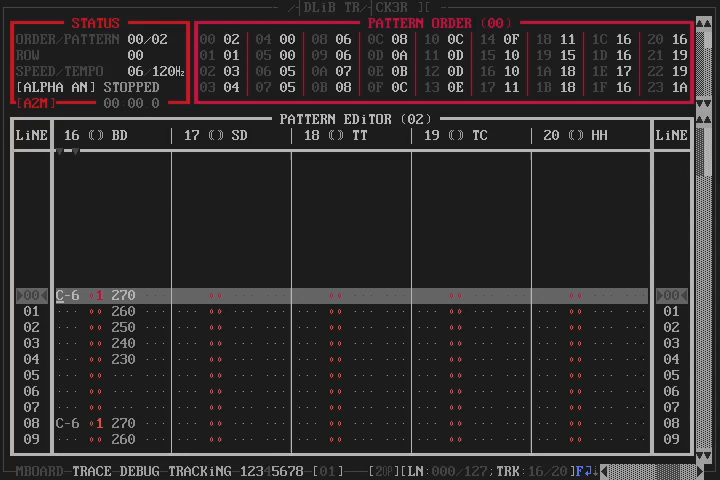 DLiB TR/-CK3R ][
STATUS
ORDER/PATTERN 00/02
ROW 00
SPEED/TEMPO 06/120Hz
[ALPHA AN] STOPPED
[AZM] 00 00 0
PATTERN ORDER (00)
00 02 04 00 08 06 0C 08 10 0C 14 0F 18 11 1C 16 20 16
01 01 05 00 09 06 0D 0A 11 0D 15 10 19 15 1D 16 21 19
02 03 06 05 0A 07 0E 0B 12 0D 16 10 1A 18 1E 17 22 19
03 04 07 05 0B 08 0F 0C 13 0E 17 11 1B 18 1F 16 23 1A
PATTERN EDiTOR (02)
LiNE 16 () BD 17 () SD 18 () TT 19 () TC 20 () HH LiNE
00 C-6 1 270 00
01 260 01
02 250 02
03 240 03
04 230 04
05 05
06 06
07 07
08 C-6 1 270 08
09 260 09
MBOARD TRACE DEBUG TRACKiNG 12345678 [01] [20P][LN:000/127;TRK:16/20]F